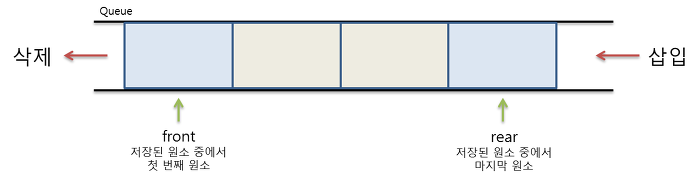 Queue
삭제
삽입
front
저장된 원소 중에서
첫 번째 원소
rear
저장된 원소 중에서
마지막 원소